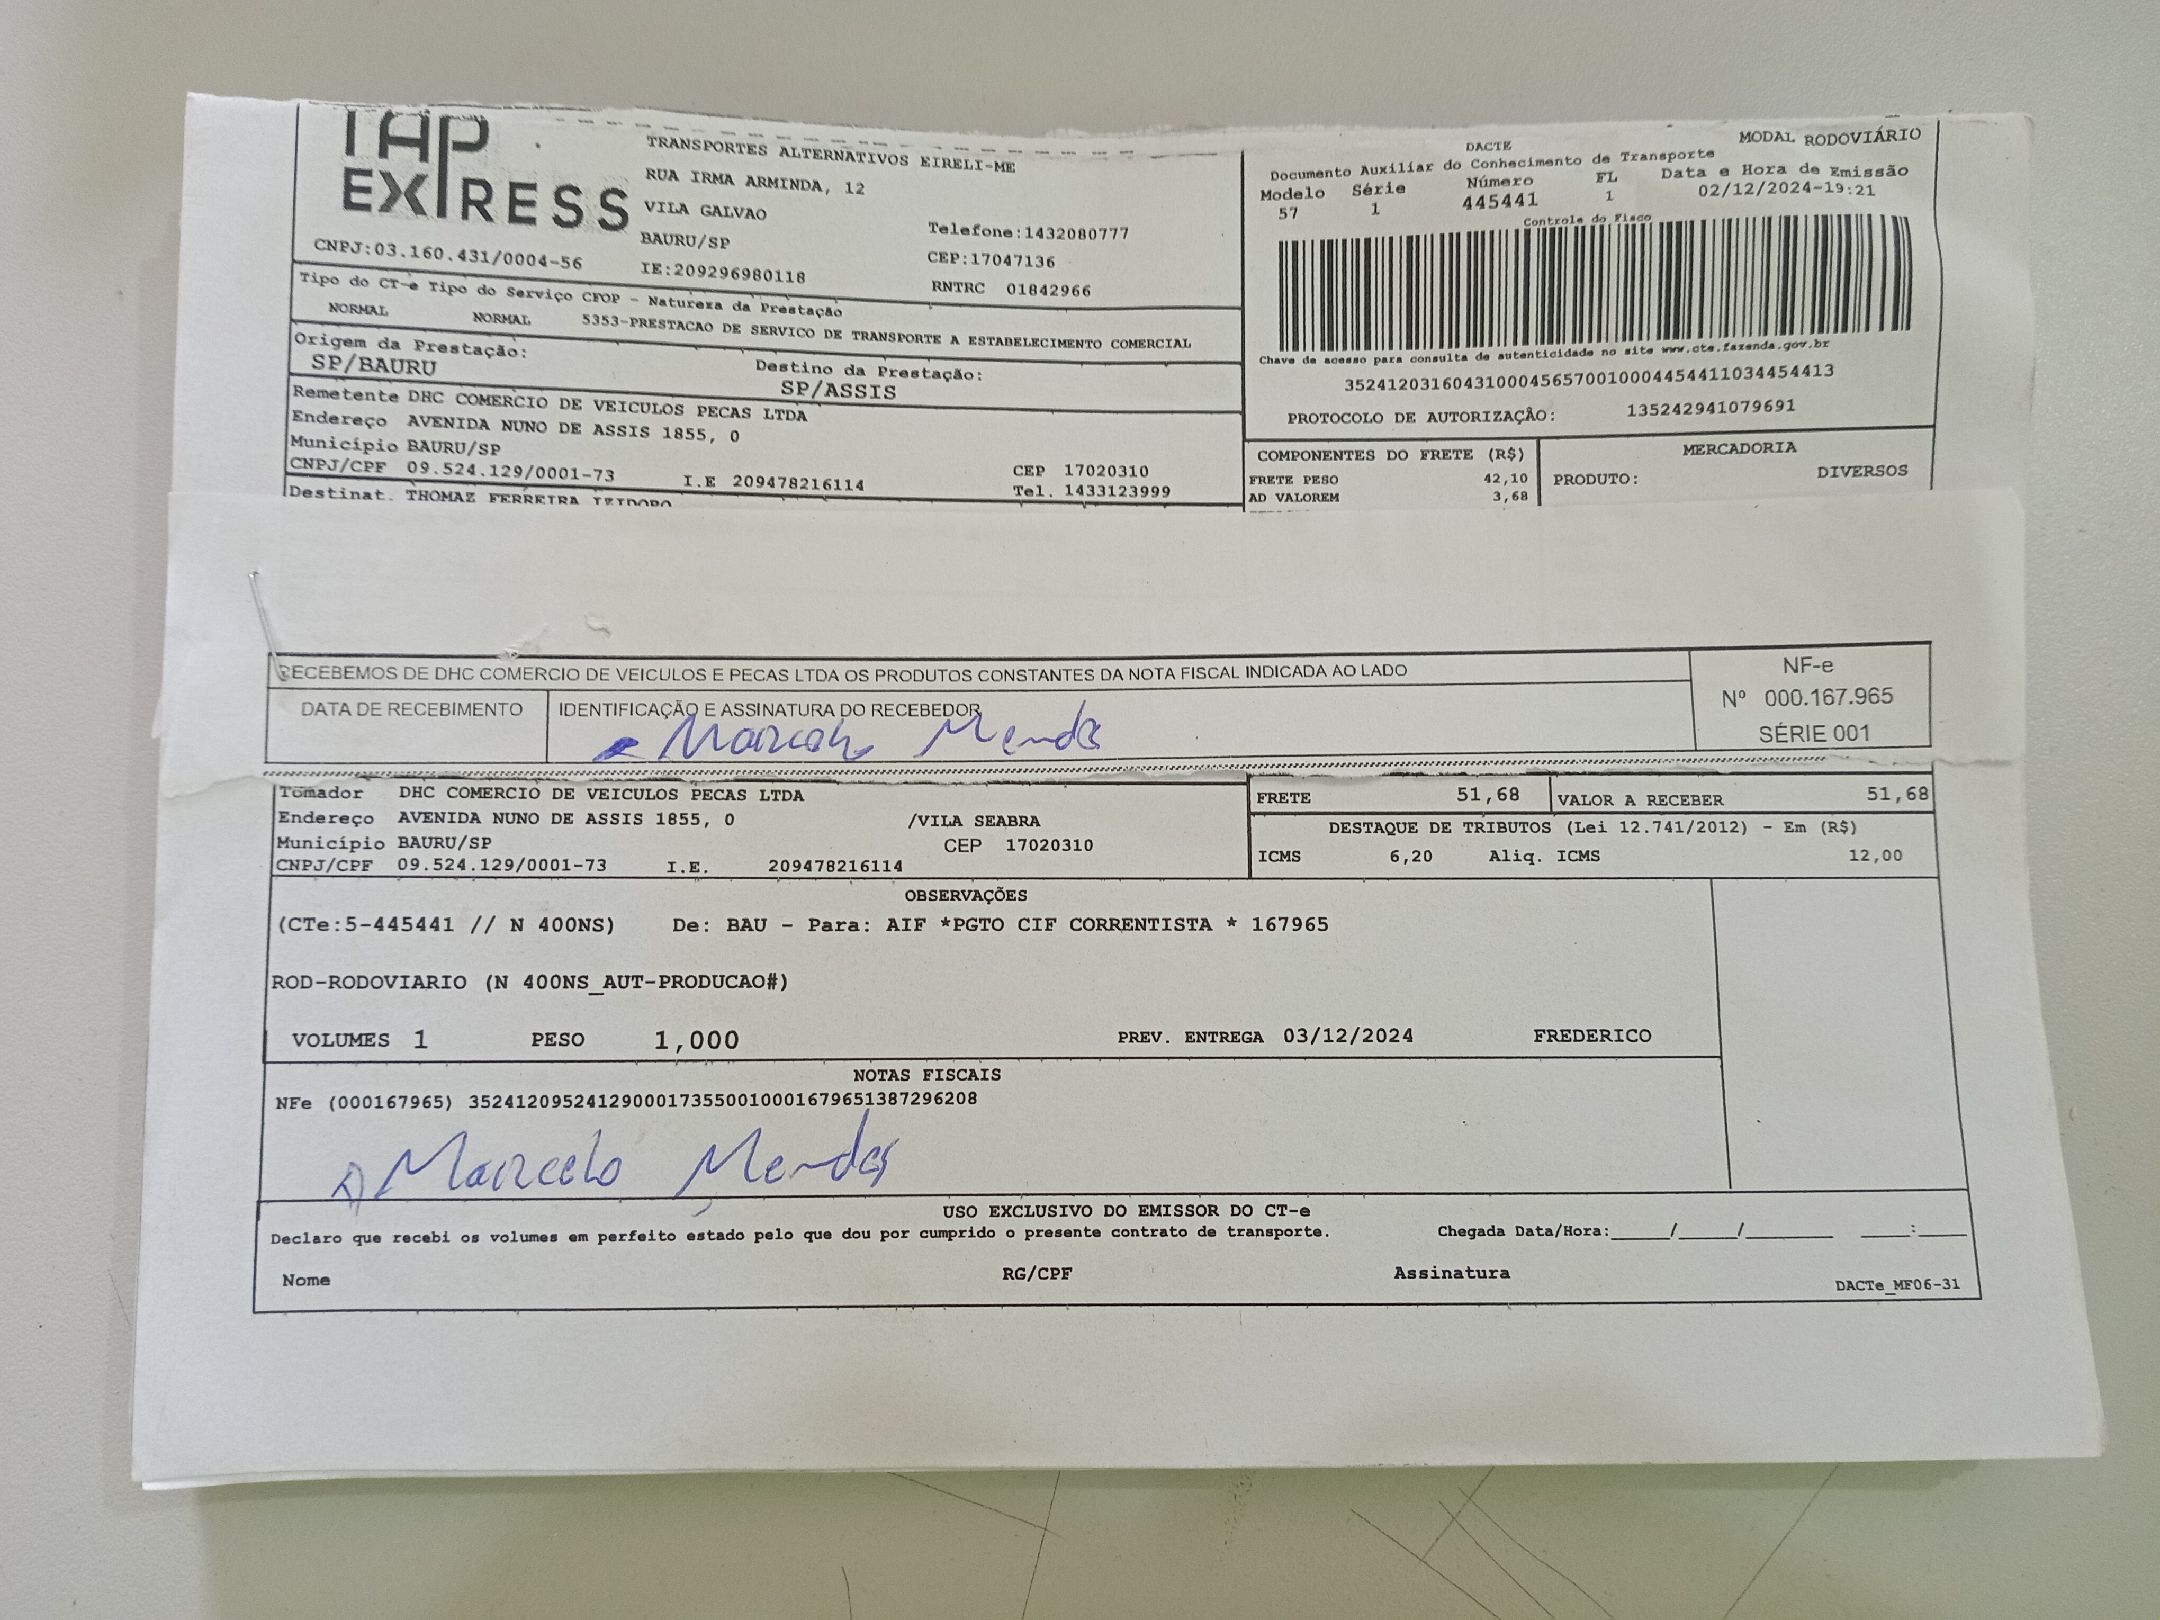 TAP
EXPRESS
CNPJ:03.160.431/0004-56
TRANSPORTES ALTERNATIVOS EIRELI-ME
RUA IRMA ARMINDA, 12
VILA GALVAO
BAURU/SP
IE:209296980118
Telefone:1432080777
CEP:17047136
RNTRC 01842966
DACTE
MODAL RODOVIÁRIO
Documento Auxiliar do Conhecimento de Transporte
Modelo Série Número FL Data e Hora de Emissão
57 1 445441 1 02/12/2024-19:21
Controle do Fisco
Chave de acesso para consulta de autenticidade no site www.cte.fazenda.gov.br
35241203160431000456570010004454411034454413
PROTOCOLO DE AUTORIZAÇÃO: 135242941079691
Tipo do CT-e Tipo do Serviço CFOP - Natureza da Prestação
NORMAL NORMAL 5353-PRESTACAO DE SERVICO DE TRANSPORTE A ESTABELECIMENTO COMERCIAL
Origem da Prestação: Destino da Prestação:
SP/BAURU SP/ASSIS
Remetente DHC COMERCIO DE VEICULOS PECAS LTDA
Endereço AVENIDA NUNO DE ASSIS 1855, 0
Município BAURU/SP CEP 17020310
CNPJ/CPF 09.524.129/0001-73 I.E 209478216114 Tel. 1433123999
Destinat. THOMAZ FERREIRA IZIDORO
COMPONENTES DO FRETE (R$)
FRETE PESO 42,10
AD VALOREM 3,68
MERCADORIA
PRODUTO: DIVERSOS
RECEBEMOS DE DHC COMERCIO DE VEICULOS E PECAS LTDA OS PRODUTOS CONSTANTES DA NOTA FISCAL INDICADA AO LADO
DATA DE RECEBIMENTO IDENTIFICAÇÃO E ASSINATURA DO RECEBEDOR
Marcelo Mendes
NF-e
Nº 000.167.965
SÉRIE 001
Tomador DHC COMERCIO DE VEICULOS PECAS LTDA
Endereço AVENIDA NUNO DE ASSIS 1855, 0 /VILA SEABRA
Município BAURU/SP CEP 17020310
CNPJ/CPF 09.524.129/0001-73 I.E. 209478216114
FRETE 51,68 VALOR A RECEBER 51,68
DESTAQUE DE TRIBUTOS (Lei 12.741/2012) - Em (R$)
ICMS 6,20 Aliq. ICMS 12,00
OBSERVAÇÕES
(CTe:5-445441 // N 400NS) De: BAU - Para: AIF *PGTO CIF CORRENTISTA * 167965
ROD-RODOVIARIO (N 400NS_AUT-PRODUCAO#)
VOLUMES 1 PESO 1,000 PREV. ENTREGA 03/12/2024 FREDERICO
NOTAS FISCAIS
NFe (000167965) 35241209524129000173550010001679651387296208
Marcelo Mendes
USO EXCLUSIVO DO EMISSOR DO CT-e
Declaro que recebi os volumes em perfeito estado pelo que dou por cumprido o presente contrato de transporte. Chegada Data/Hora:_____/_____/_______ ____:____
Nome RG/CPF Assinatura
DACTe_MF06-31